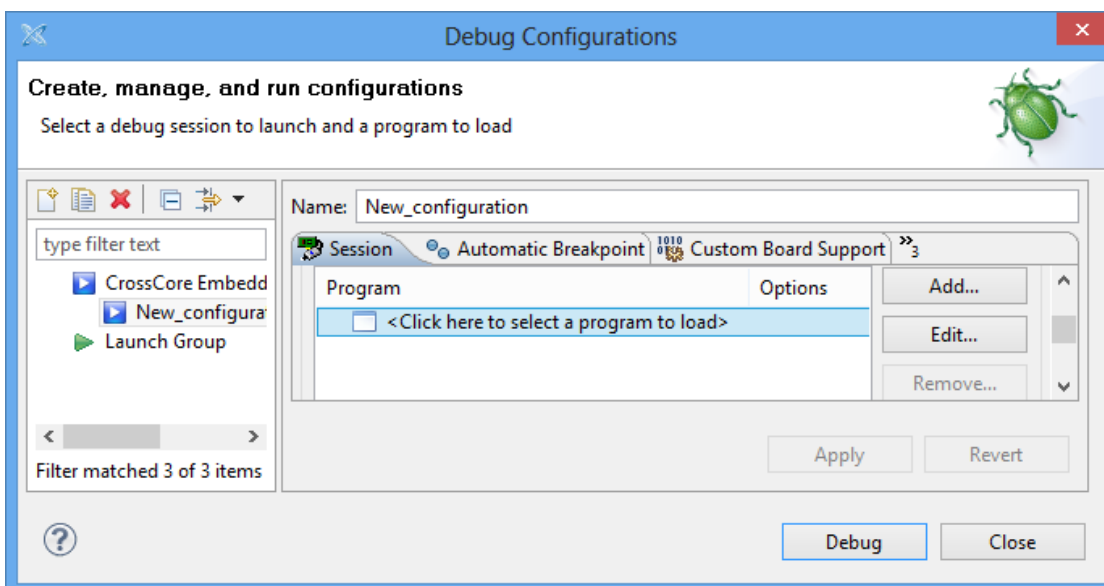 Debug Configurations
Create, manage, and run configurations
Select a debug session to launch and a program to load
type filter text
CrossCore Embedd
New_configura
Launch Group
Filter matched 3 of 3 items
Name: New_configuration
Session Automatic Breakpoint Custom Board Support »3
Program Options
<Click here to select a program to load>
Add...
Edit...
Remove...
Apply Revert
Debug Close